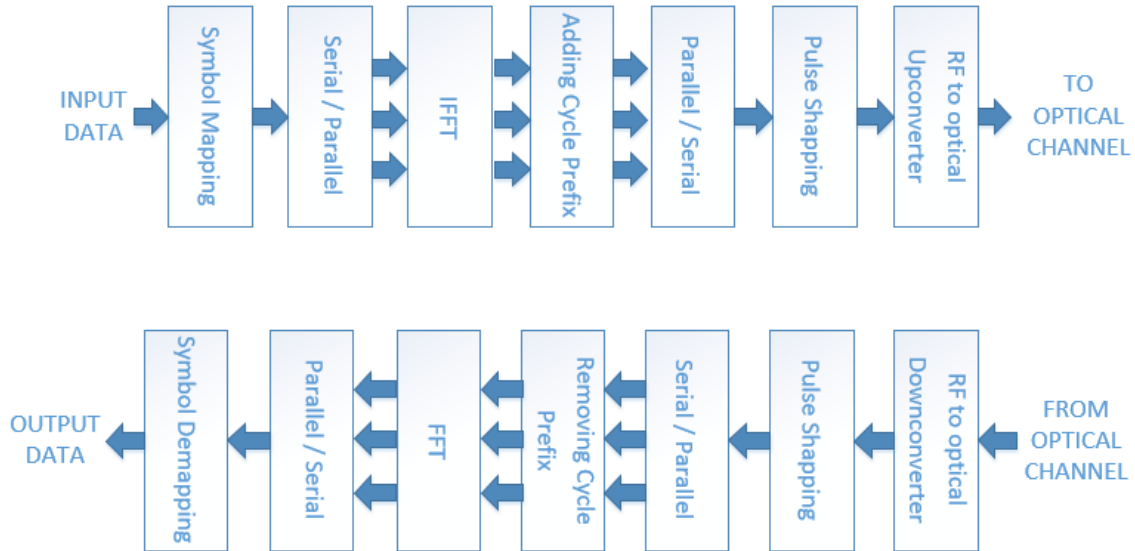 INPUT
DATA
Symbol Mapping
Serial / Parallel
IFFT
Adding Cycle Prefix
Parallel / Serial
Pulse Shapping
RF to optical
Upconverter
TO
OPTICAL
CHANNEL
OUTPUT
DATA
Symbol Demapping
Parallel / Serial
FFT
Removing Cycle
Prefix
Serial / Parallel
Pulse Shapping
RF to optical
Downconverter
FROM
OPTICAL
CHANNEL